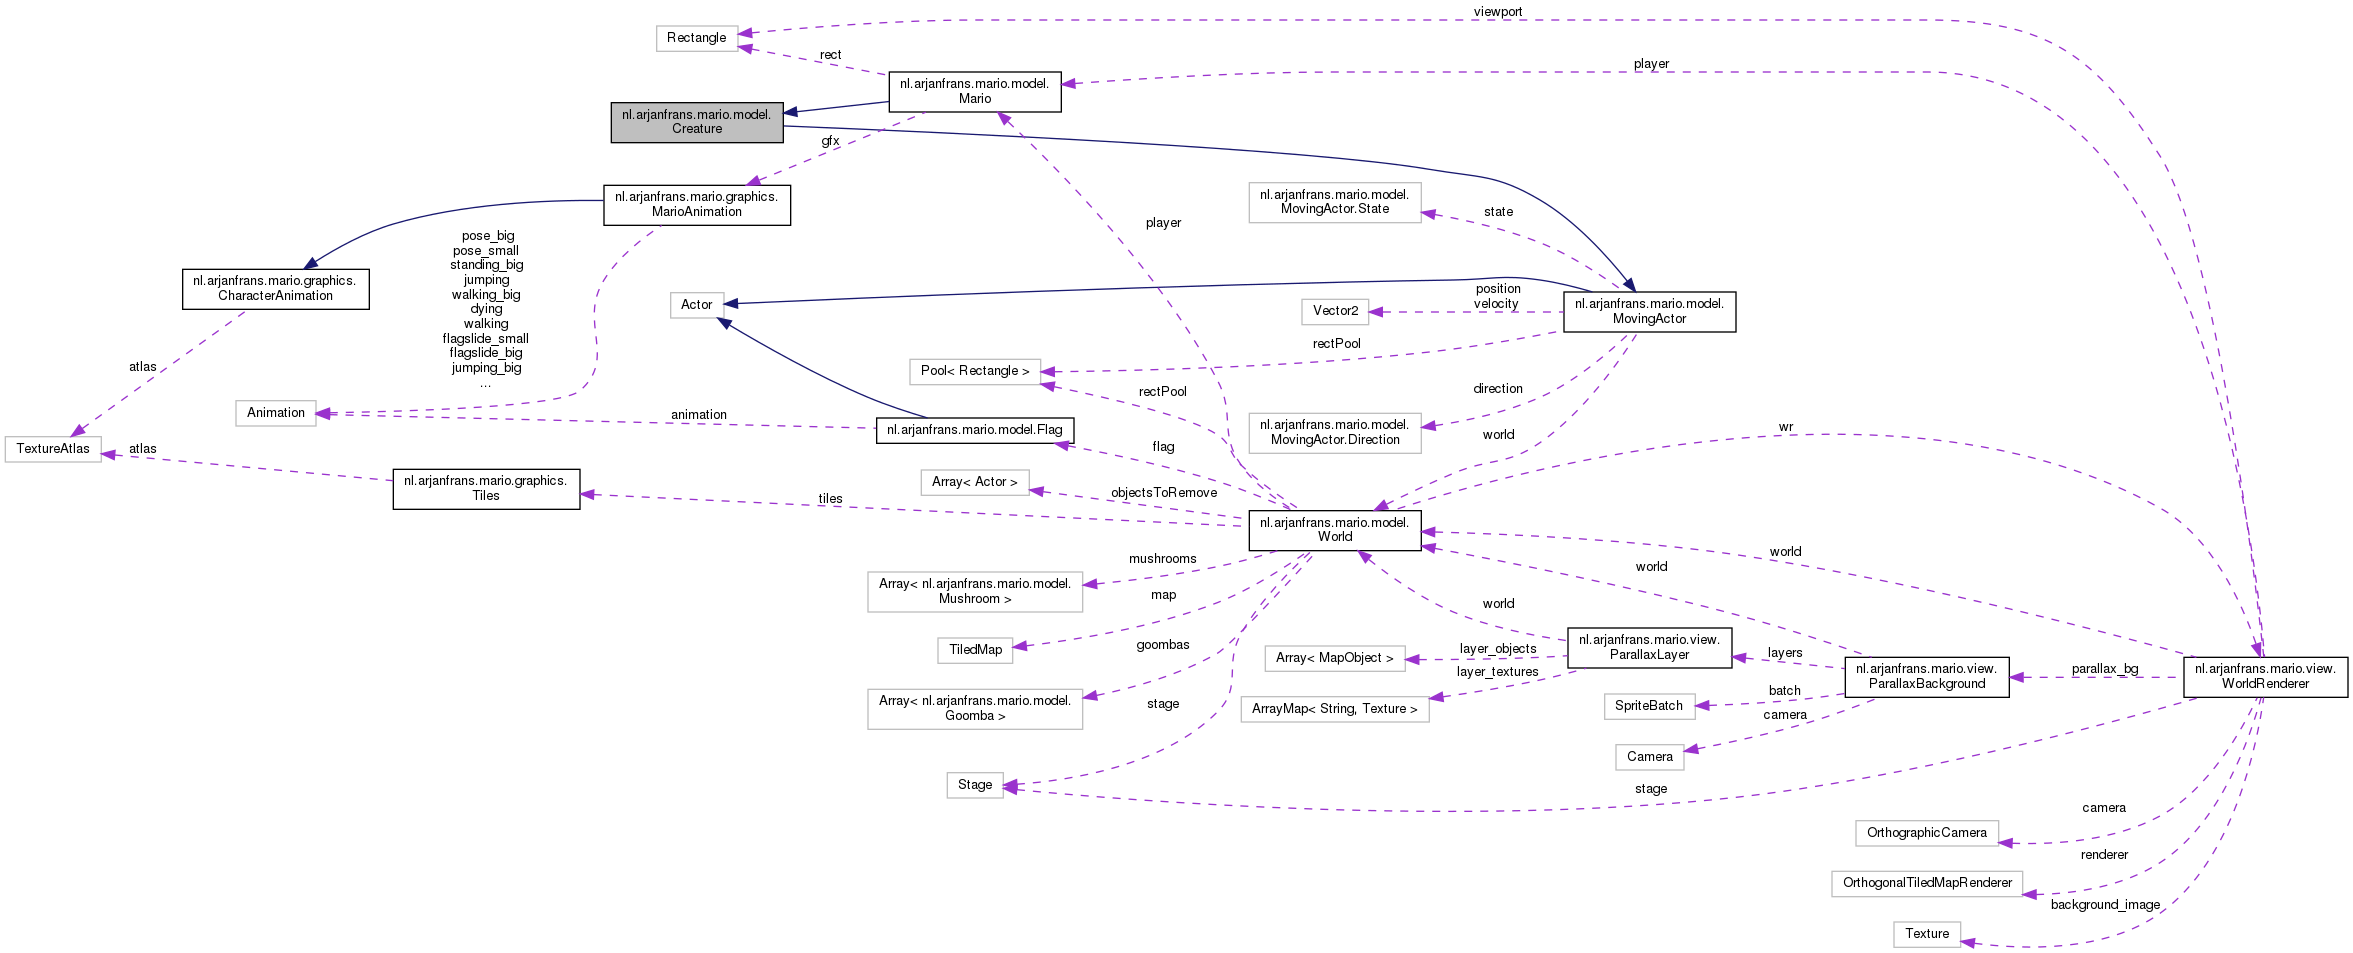 viewport
Rectangle
rect
player
nl.arjanfrans.mario.model.
Mario
nl.arjanfrans.mario.model.
Creature
gfx
nl.arjanfrans.mario.graphics.
MarioAnimation
nl.arjanfrans.mario.model.
MovingActor.State
state
player
pose_big
pose_small
standing_big
jumping
walking_big
dying
walking
flagslide_small
flagslide_big
jumping_big
...
nl.arjanfrans.mario.graphics.
CharacterAnimation
Actor
position
velocity
Vector2
nl.arjanfrans.mario.model.
MovingActor
rectPool
atlas
Pool< Rectangle >
rectPool
direction
Animation
animation
nl.arjanfrans.mario.model.Flag
nl.arjanfrans.mario.model.
MovingActor.Direction
wr
TextureAtlas
atlas
flag
world
nl.arjanfrans.mario.graphics.
Tiles
tiles
Array< Actor >
objectsToRemove
nl.arjanfrans.mario.model.
World
world
mushrooms
world
Array< nl.arjanfrans.mario.model.
Mushroom >
map
world
TiledMap
goombas
Array< MapObject >
layer_objects
nl.arjanfrans.mario.view.
ParallaxLayer
layers
layer_textures
nl.arjanfrans.mario.view.
ParallaxBackground
parallax_bg
nl.arjanfrans.mario.view.
WorldRenderer
Array< nl.arjanfrans.mario.model.
Goomba >
stage
ArrayMap< String, Texture >
SpriteBatch
batch
camera
Camera
Stage
stage
camera
OrthographicCamera
renderer
OrthogonalTiledMapRenderer
background_image
Texture